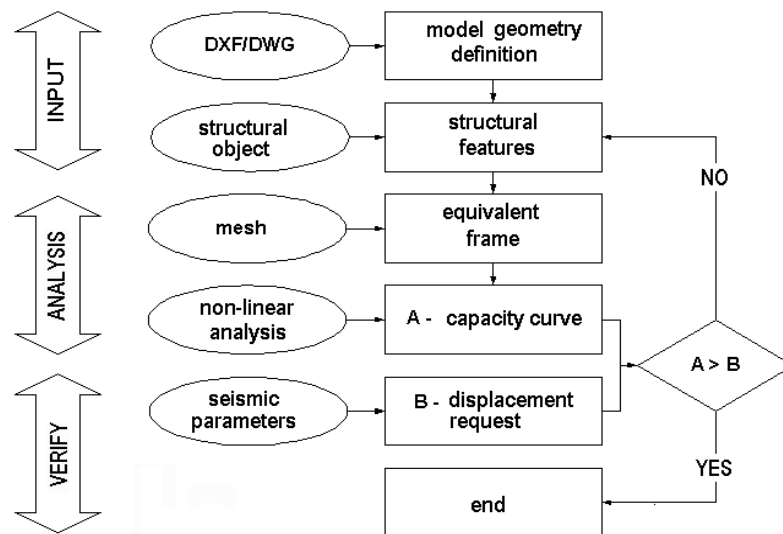 INPUT
DXF/DWG
model geometry
definition
structural
object
structural
features
NO
ANALYSIS
mesh
equivalent
frame
non-linear
analysis
A - capacity curve
A > B
VERIFY
seismic
parameters
B - displacement
request
YES
end